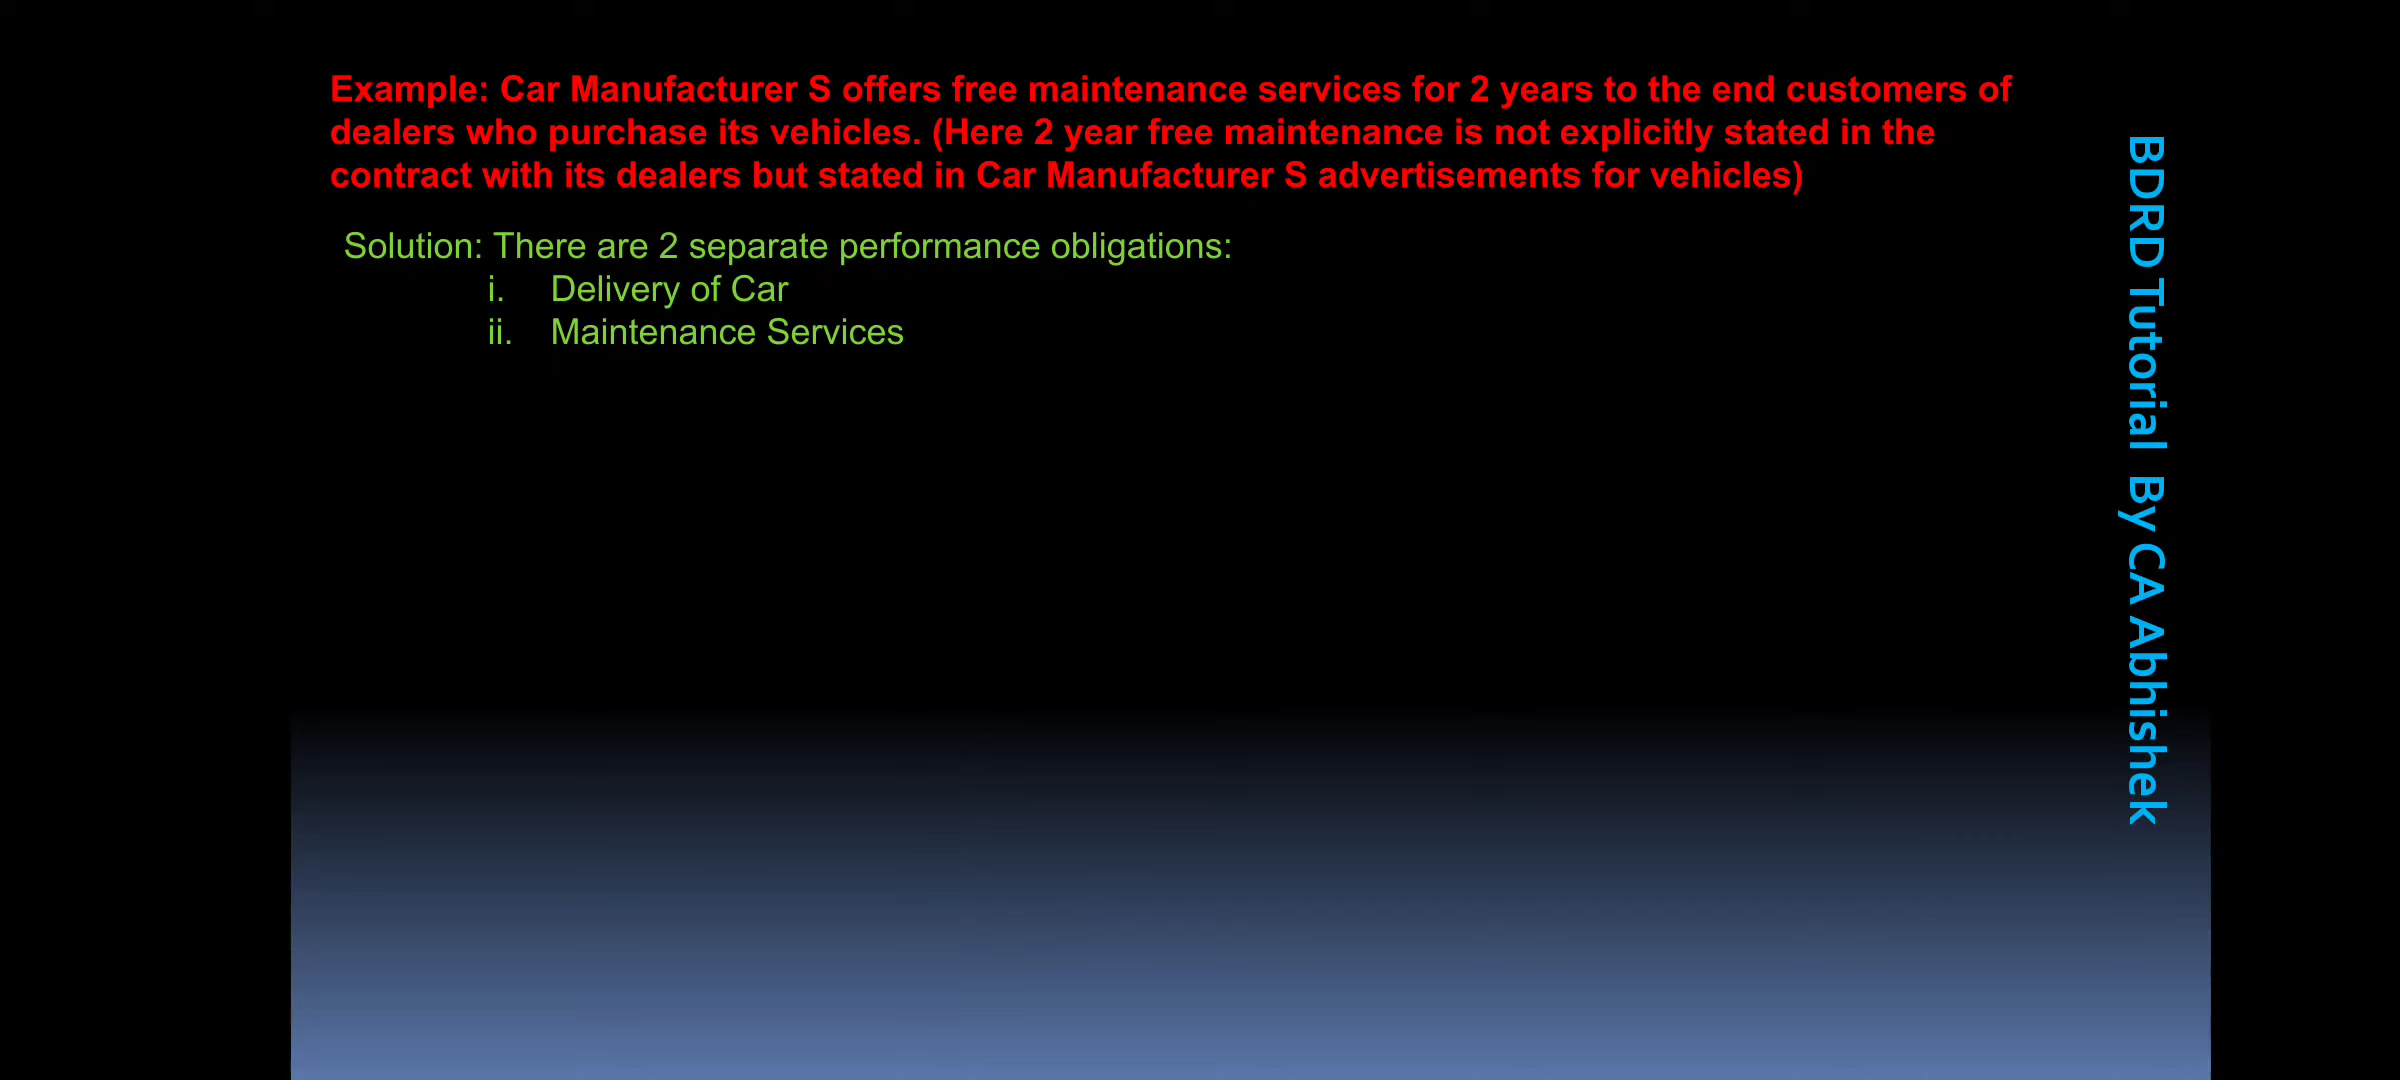 Example: Car Manufacturer S offers free maintenance services for 2 years to the end customers of
dealers who purchase its vehicles. (Here 2 year free maintenance is not explicitly stated in the
contract with its dealers but stated in Car Manufacturer S advertisements for vehicles)
Solution: There are 2 separate performance obligations:
i. Delivery of Car
ii. Maintenance Services
BDRD Tutorial By CA Abhishek